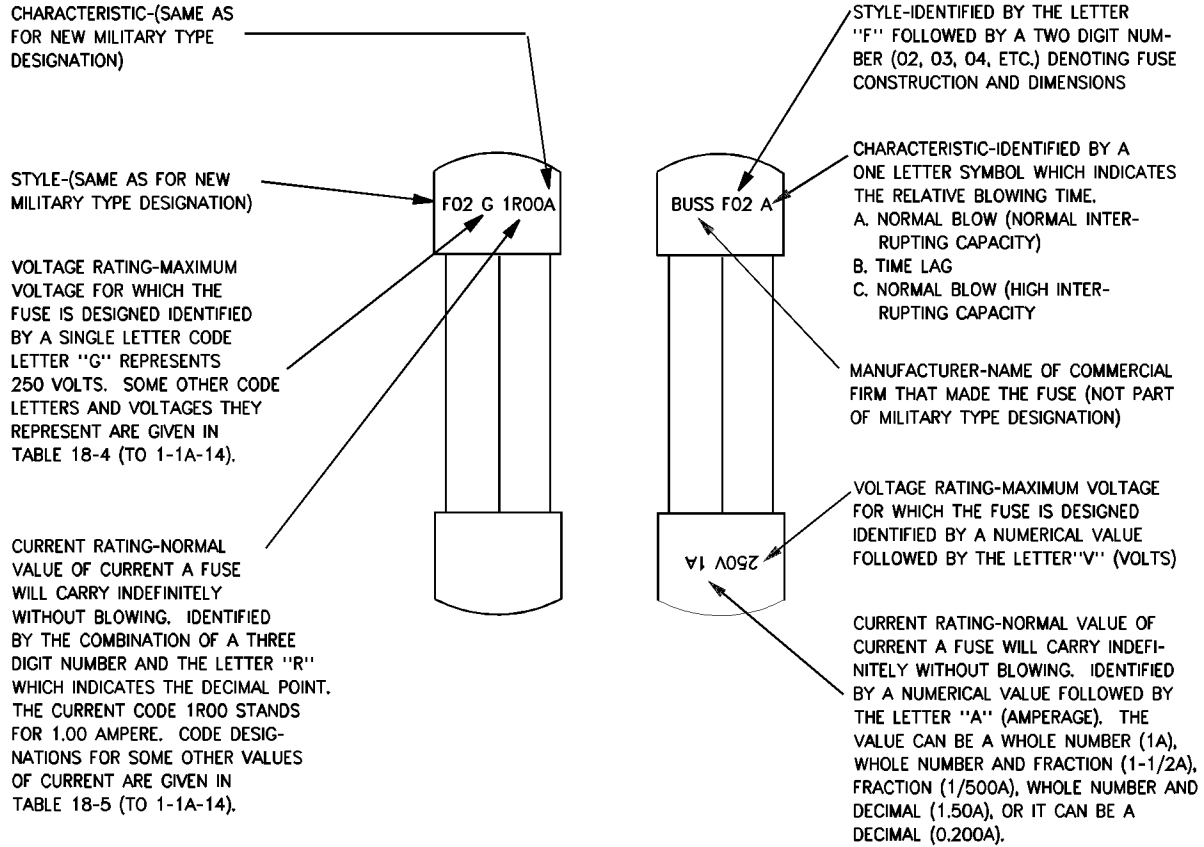 CHARACTERISTIC-(SAME AS
FOR NEW MILITARY TYPE
DESIGNATION)
STYLE-(SAME AS FOR NEW
MILITARY TYPE DESIGNATION)
VOLTAGE RATING-MAXIMUM
VOLTAGE FOR WHICH THE
FUSE IS DESIGNED IDENTIFIED
BY A SINGLE LETTER CODE
LETTER "G" REPRESENTS
250 VOLTS. SOME OTHER CODE
LETTERS AND VOLTAGES THEY
REPRESENT ARE GIVEN IN
TABLE 18-4 (TO 1-1A-14).
CURRENT RATING-NORMAL
VALUE OF CURRENT A FUSE
WILL CARRY INDEFINITELY
WITHOUT BLOWING. IDENTIFIED
BY THE COMBINATION OF A THREE
DIGIT NUMBER AND THE LETTER "R"
WHICH INDICATES THE DECIMAL POINT.
THE CURRENT CODE 1R00 STANDS
FOR 1.00 AMPERE. CODE DESIG-
NATIONS FOR SOME OTHER VALUES
OF CURRENT ARE GIVEN IN
TABLE 18-5 (TO 1-1A-14).
F02 G 1R00A
BUSS F02 A
250V 1A
STYLE-IDENTIFIED BY THE LETTER
"F" FOLLOWED BY A TWO DIGIT NUM-
BER (02, 03, 04, ETC.) DENOTING FUSE
CONSTRUCTION AND DIMENSIONS
CHARACTERISTIC-IDENTIFIED BY A
ONE LETTER SYMBOL WHICH INDICATES
THE RELATIVE BLOWING TIME.
A. NORMAL BLOW (NORMAL INTER-
RUPTING CAPACITY)
B. TIME LAG
C. NORMAL BLOW (HIGH INTER-
RUPTING CAPACITY
MANUFACTURER-NAME OF COMMERCIAL
FIRM THAT MADE THE FUSE (NOT PART
OF MILITARY TYPE DESIGNATION)
VOLTAGE RATING-MAXIMUM VOLTAGE
FOR WHICH THE FUSE IS DESIGNED
IDENTIFIED BY A NUMERICAL VALUE
FOLLOWED BY THE LETTER"V" (VOLTS)
CURRENT RATING-NORMAL VALUE OF
CURRENT A FUSE WILL CARRY INDEFI-
NITELY WITHOUT BLOWING. IDENTIFIED
BY A NUMERICAL VALUE FOLLOWED BY
THE LETTER "A" (AMPERAGE). THE
VALUE CAN BE A WHOLE NUMBER (1A),
WHOLE NUMBER AND FRACTION (1-1/2A),
FRACTION (1/500A), WHOLE NUMBER AND
DECIMAL (1.50A), OR IT CAN BE A
DECIMAL (0.200A).